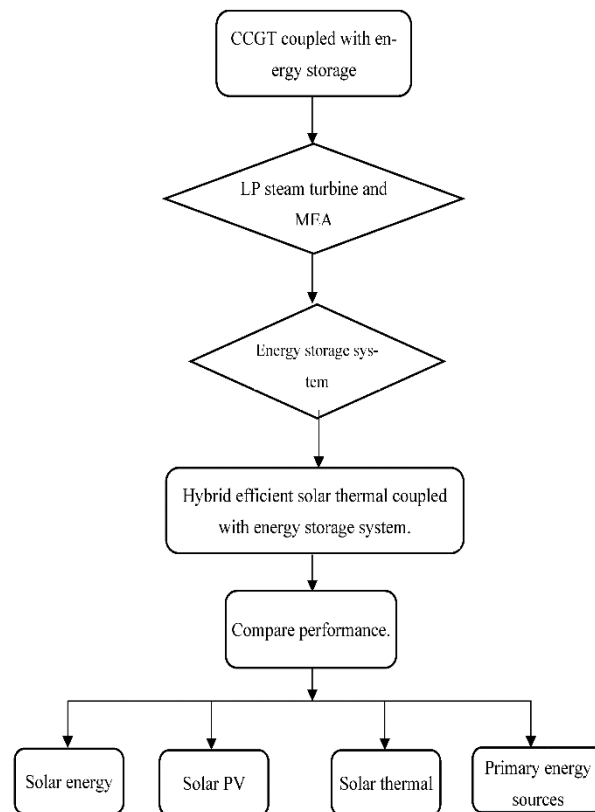 CCGT coupled with en-
ergy storage
LP steam turbine and
MEA
Energy storage sys-
tem
Hybrid efficient solar thermal coupled
with energy storage system.
Compare performance.
Solar energy
Solar PV
Solar thermal
Primary energy
sources